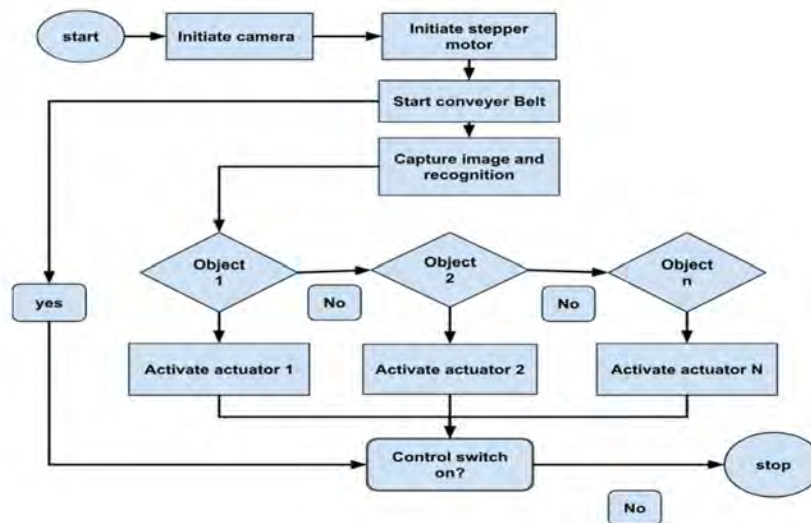 start
Initiate camera
Initiate stepper
motor
Start conveyer Belt
Capture image and
recognition
Object
1
Object
2
Object
n
No
No
yes
Activate actuator 1
Activate actuator 2
Activate actuator N
Control switch
on?
stop
No